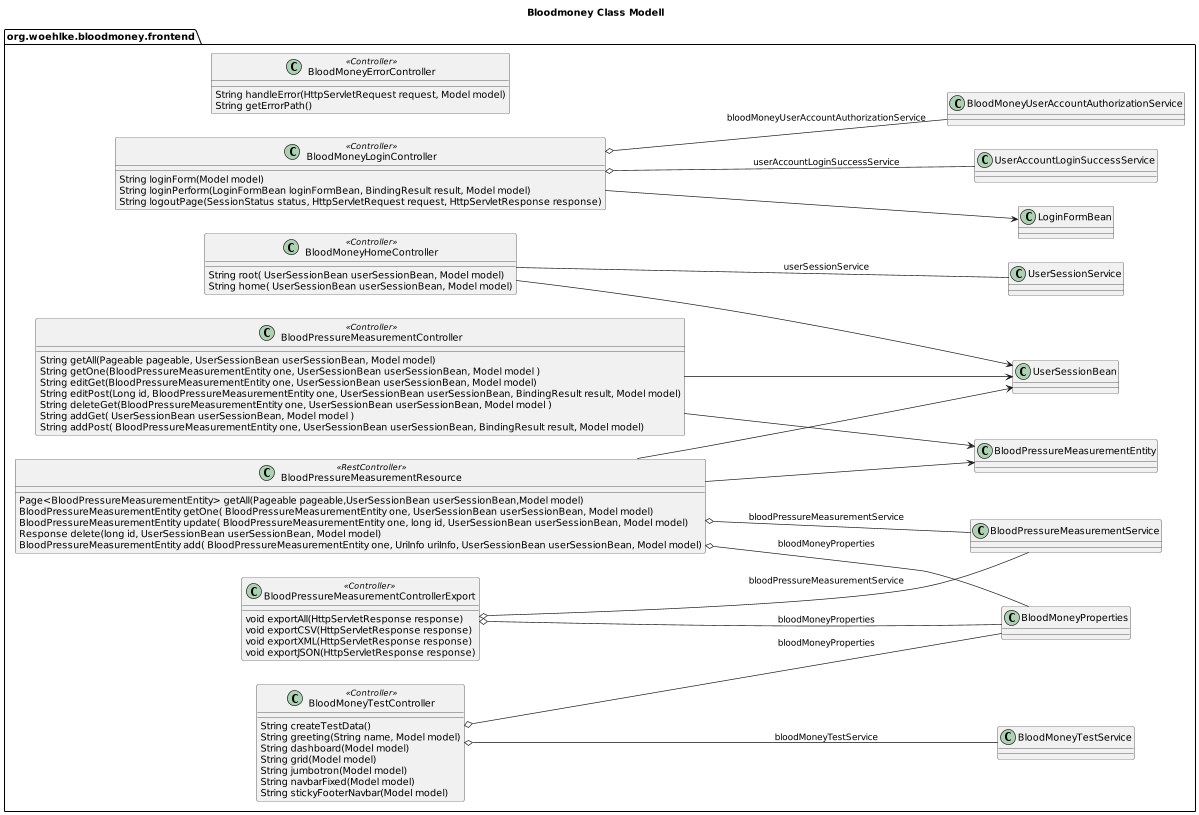 Bloodmoney Class Modell
org.woehlke.bloodmoney.frontend
«Controller»
C BloodMoneyErrorController
String handleError(HttpServletRequest request, Model model)
String getErrorPath()
«Controller»
C BloodMoneyLoginController
String loginForm(Model model)
String loginPerform(LoginFormBean loginFormBean, BindingResult result, Model model)
String logoutPage(SessionStatus status, HttpServletRequest request, HttpServletResponse response)
«Controller»
C BloodMoneyHomeController
String root( UserSessionBean userSessionBean, Model model)
String home( UserSessionBean userSessionBean, Model model)
«Controller»
C BloodPressureMeasurementController
String getAll(Pageable pageable, UserSessionBean userSessionBean, Model model)
String getOne(BloodPressureMeasurementEntity one, UserSessionBean userSessionBean, Model model )
String editGet(BloodPressureMeasurementEntity one, UserSessionBean userSessionBean, Model model)
String editPost(Long id, BloodPressureMeasurementEntity one, UserSessionBean userSessionBean, BindingResult result, Model model)
String deleteGet(BloodPressureMeasurementEntity one, UserSessionBean userSessionBean, Model model )
String addGet( UserSessionBean userSessionBean, Model model )
String addPost( BloodPressureMeasurementEntity one, UserSessionBean userSessionBean, BindingResult result, Model model)
«RestController»
C BloodPressureMeasurementResource
Page<BloodPressureMeasurementEntity> getAll(Pageable pageable,UserSessionBean userSessionBean,Model model)
BloodPressureMeasurementEntity getOne( BloodPressureMeasurementEntity one, UserSessionBean userSessionBean, Model model)
BloodPressureMeasurementEntity update( BloodPressureMeasurementEntity one, long id, UserSessionBean userSessionBean, Model model)
Response delete(long id, UserSessionBean userSessionBean, Model model)
BloodPressureMeasurementEntity add( BloodPressureMeasurementEntity one, UriInfo uriInfo, UserSessionBean userSessionBean, Model model)
«Controller»
C BloodPressureMeasurementControllerExport
void exportAll(HttpServletResponse response)
void exportCSV(HttpServletResponse response)
void exportXML(HttpServletResponse response)
void exportJSON(HttpServletResponse response)
«Controller»
C BloodMoneyTestController
String createTestData()
String greeting(String name, Model model)
String dashboard(Model model)
String grid(Model model)
String jumbotron(Model model)
String navbarFixed(Model model)
String stickyFooterNavbar(Model model)
bloodMoneyUserAccountAuthorizationService
userAccountLoginSuccessService
userSessionService
bloodPressureMeasurementService
bloodMoneyProperties
bloodPressureMeasurementService
bloodMoneyProperties
bloodMoneyProperties
bloodMoneyTestService
C BloodMoneyUserAccountAuthorizationService
C UserAccountLoginSuccessService
C LoginFormBean
C UserSessionService
C UserSessionBean
C BloodPressureMeasurementEntity
C BloodPressureMeasurementService
C BloodMoneyProperties
C BloodMoneyTestService